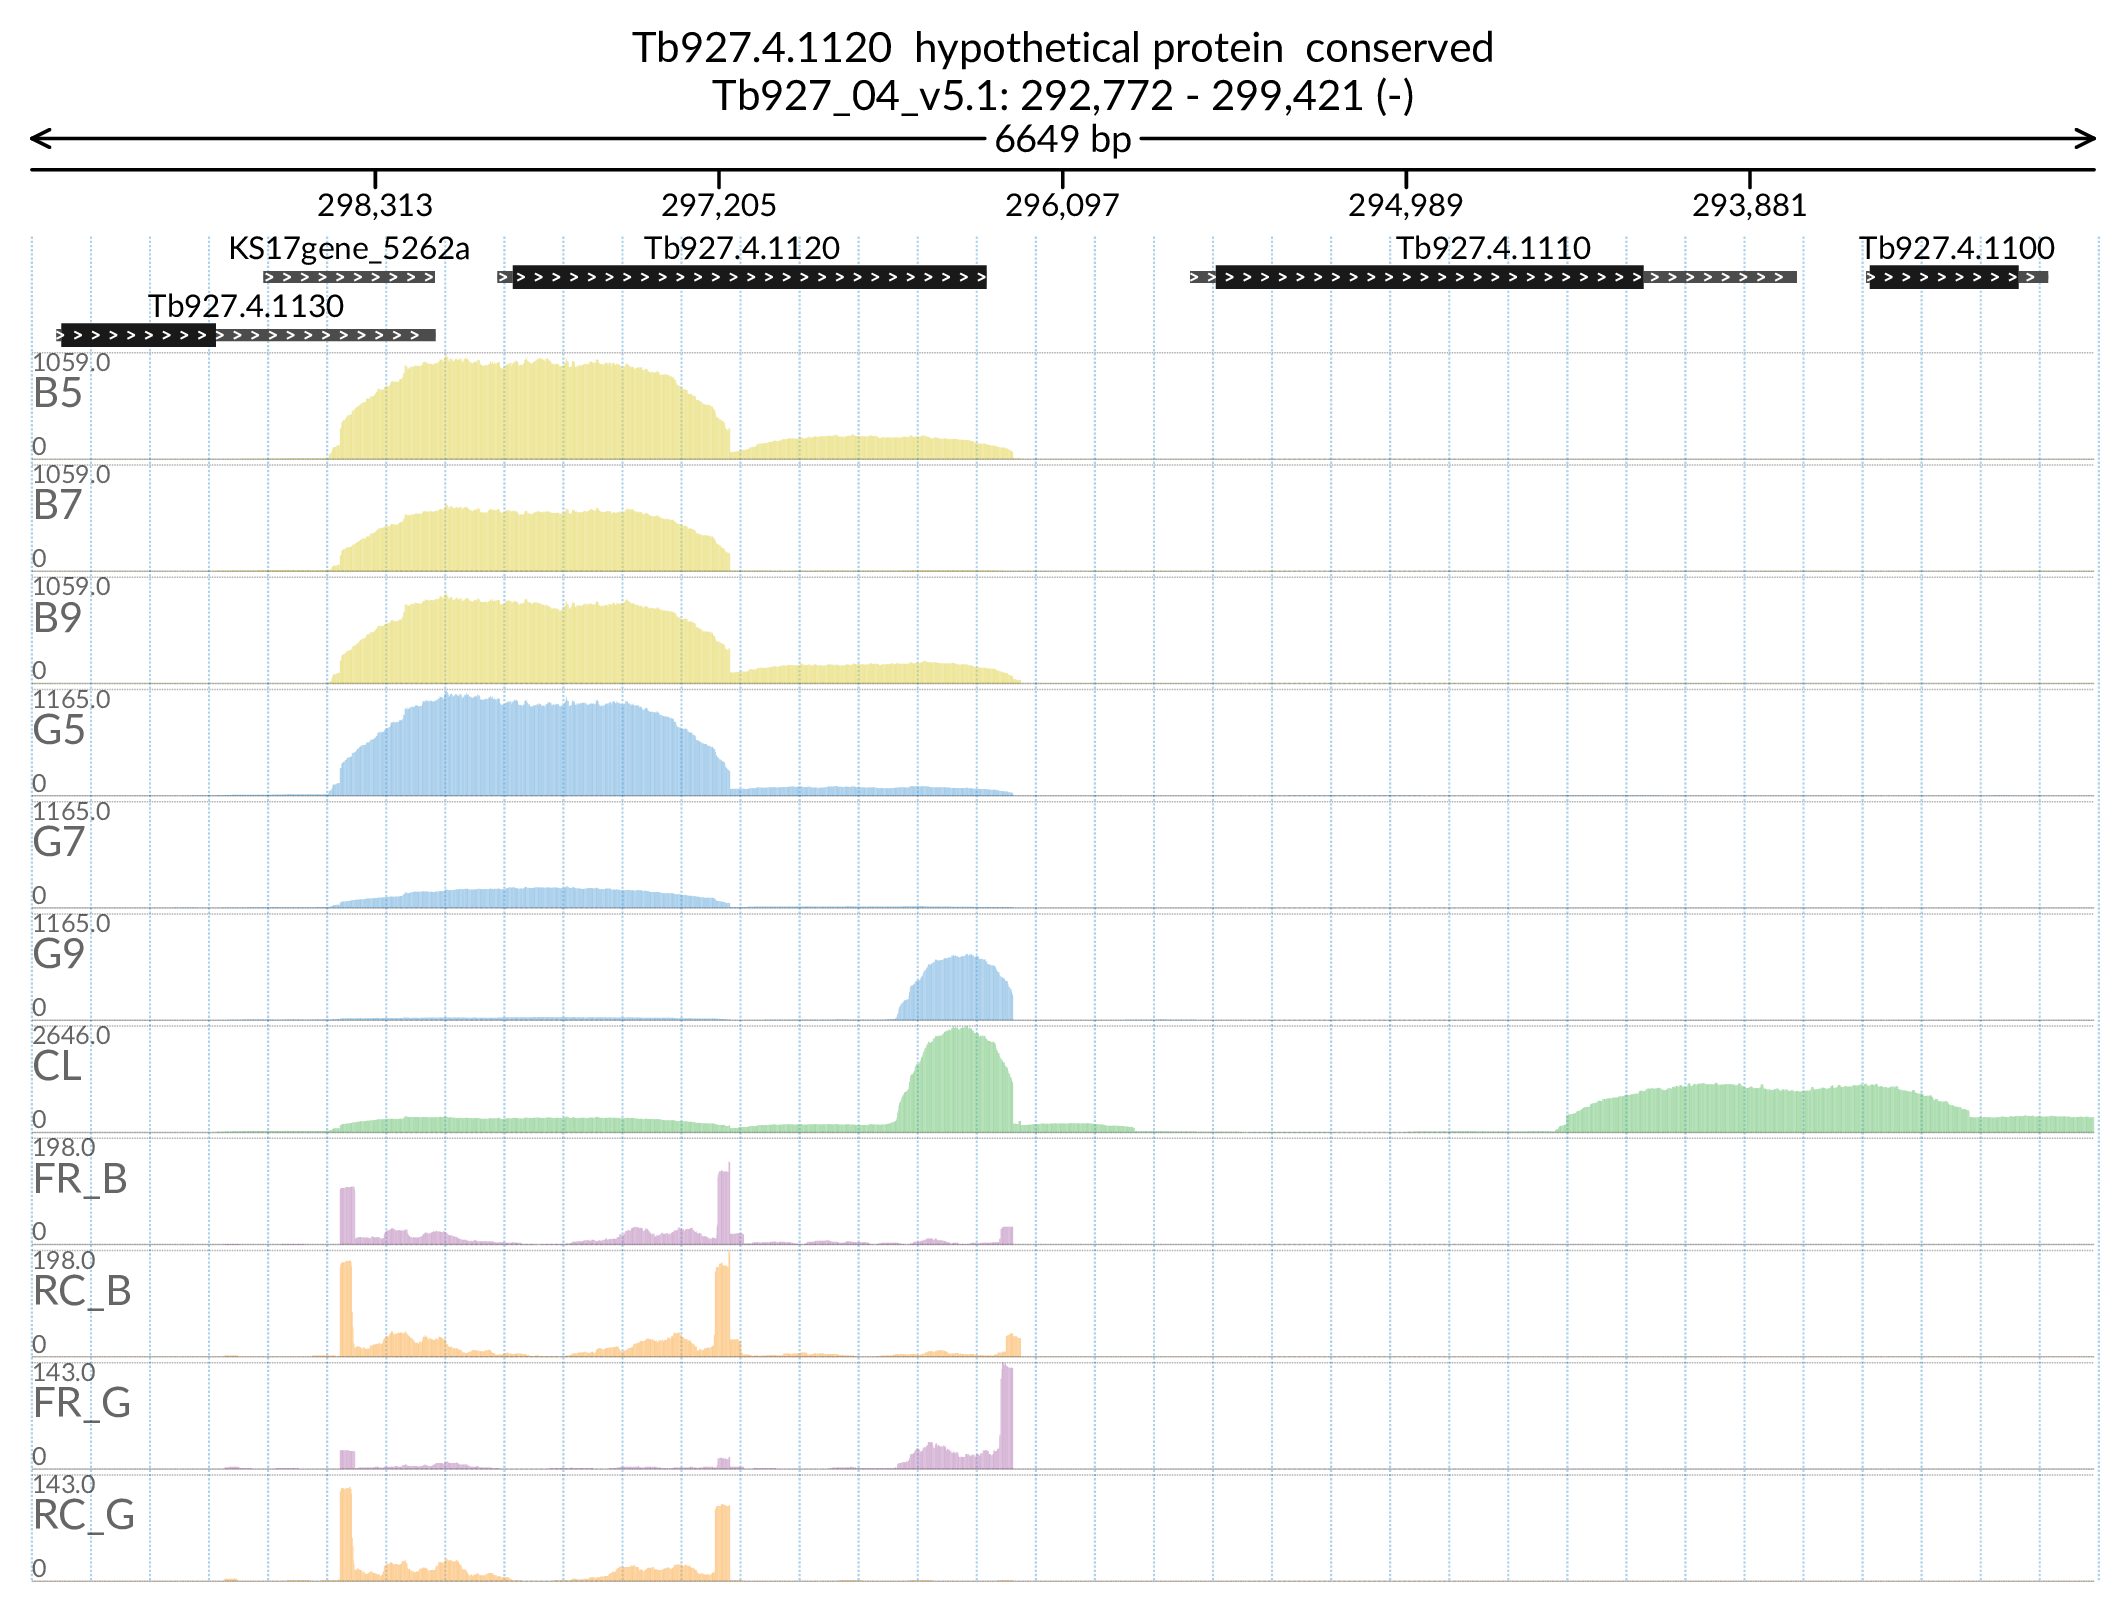 Tb927.4.1120  hypothetical protein  conserved
Tb927_04_v5.1: 292,772 - 299,421 (-)
6649 bp
298,313 297,205 296,097 294,989 293,881
KS17gene_5262a Tb927.4.1120 Tb927.4.1110 Tb927.4.1100
Tb927.4.1130
1059.0
B5
0
1059.0
B7
0
1059.0
B9
0
1165.0
G5
0
1165.0
G7
0
1165.0
G9
0
2646.0
CL
0
198.0
FR_B
0
198.0
RC_B
0
143.0
FR_G
0
143.0
RC_G
0